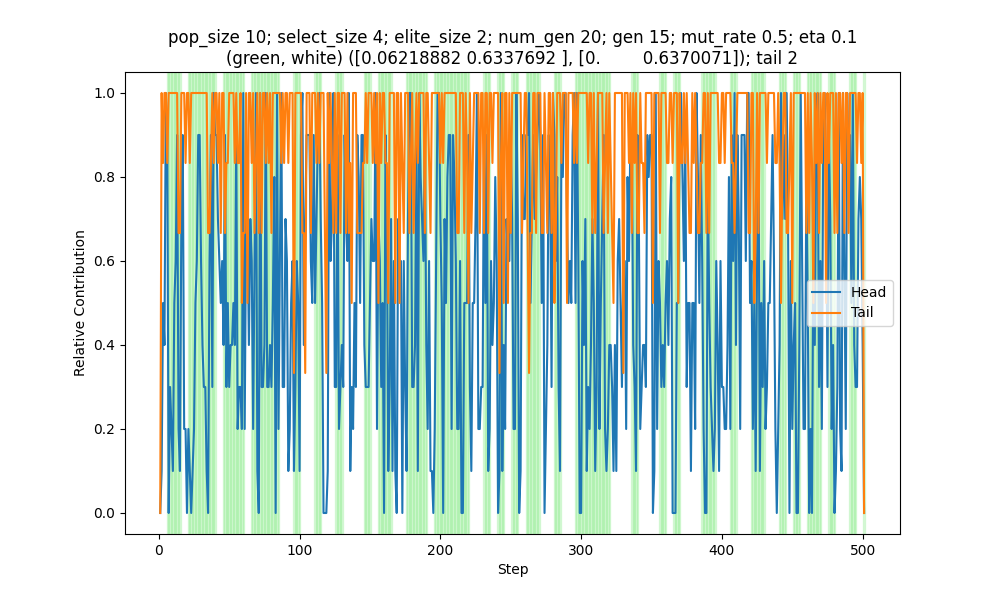 pop_size 10; select_size 4; elite_size 2; num_gen 20; gen 15; mut_rate 0.5; eta 0.1
(green, white) ([0.06218882 0.6337692 ], [0. 0.6370071]); tail 2
1.0
0.8
0.6
0.4
0.2
0.0
Relative Contribution
Head
Tail
0 100 200 300 400 500
Step